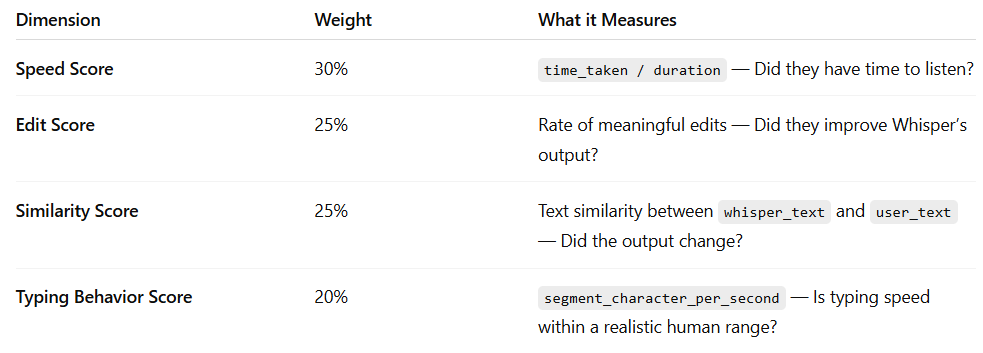 Dimension Weight What it Measures
Speed Score 30% time_taken / duration — Did they have time to listen?
Edit Score 25% Rate of meaningful edits — Did they improve Whisper’s
output?
Similarity Score 25% Text similarity between whisper_text and user_text
— Did the output change?
Typing Behavior Score 20% segment_character_per_second — Is typing speed
within a realistic human range?